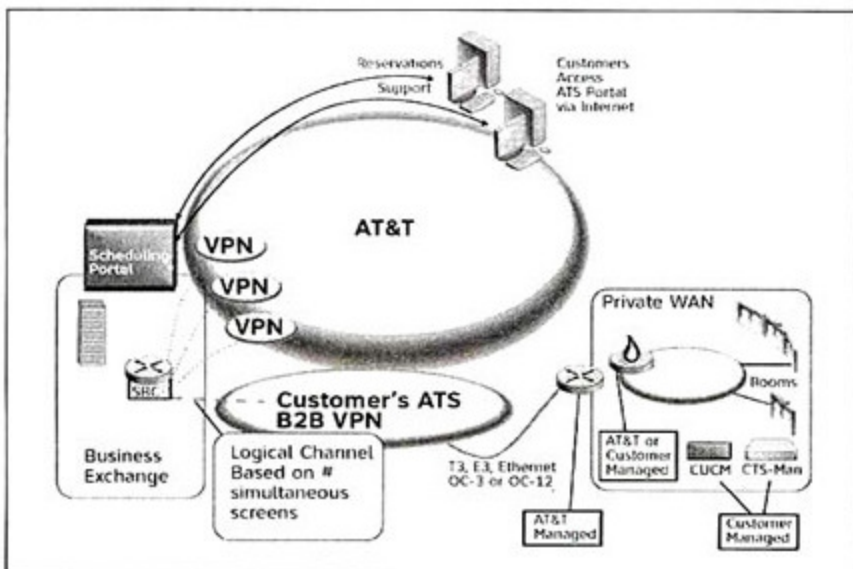 Reservations
Support
Customers
Access
ATS Portal
via Internet
AT&T
Scheduling
Portal
VPN
VPN
VPN
Private WAN
Rooms
SBC
Customer's ATS
B2B VPN
Business
Exchange
Logical Channel
Based on #
simultaneous
screens
T3, E3, Ethernet
OC-3 or OC-12
AT&T or
Customer
Managed
CUCM
CTS-Man
AT&T
Managed
Customer
Managed